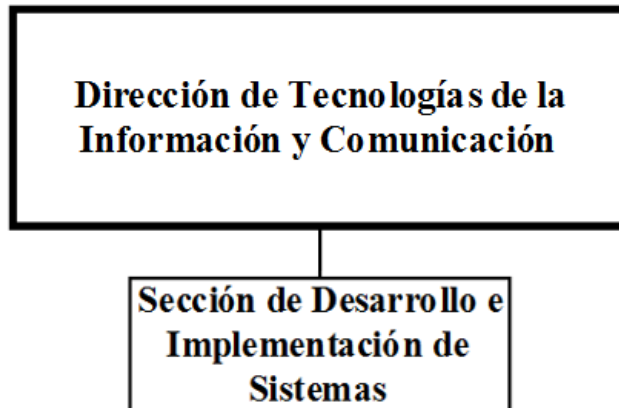 Dirección de Tecnologías de la
Información y Comunicación
Sección de Desarrollo e
Implementación de
Sistemas